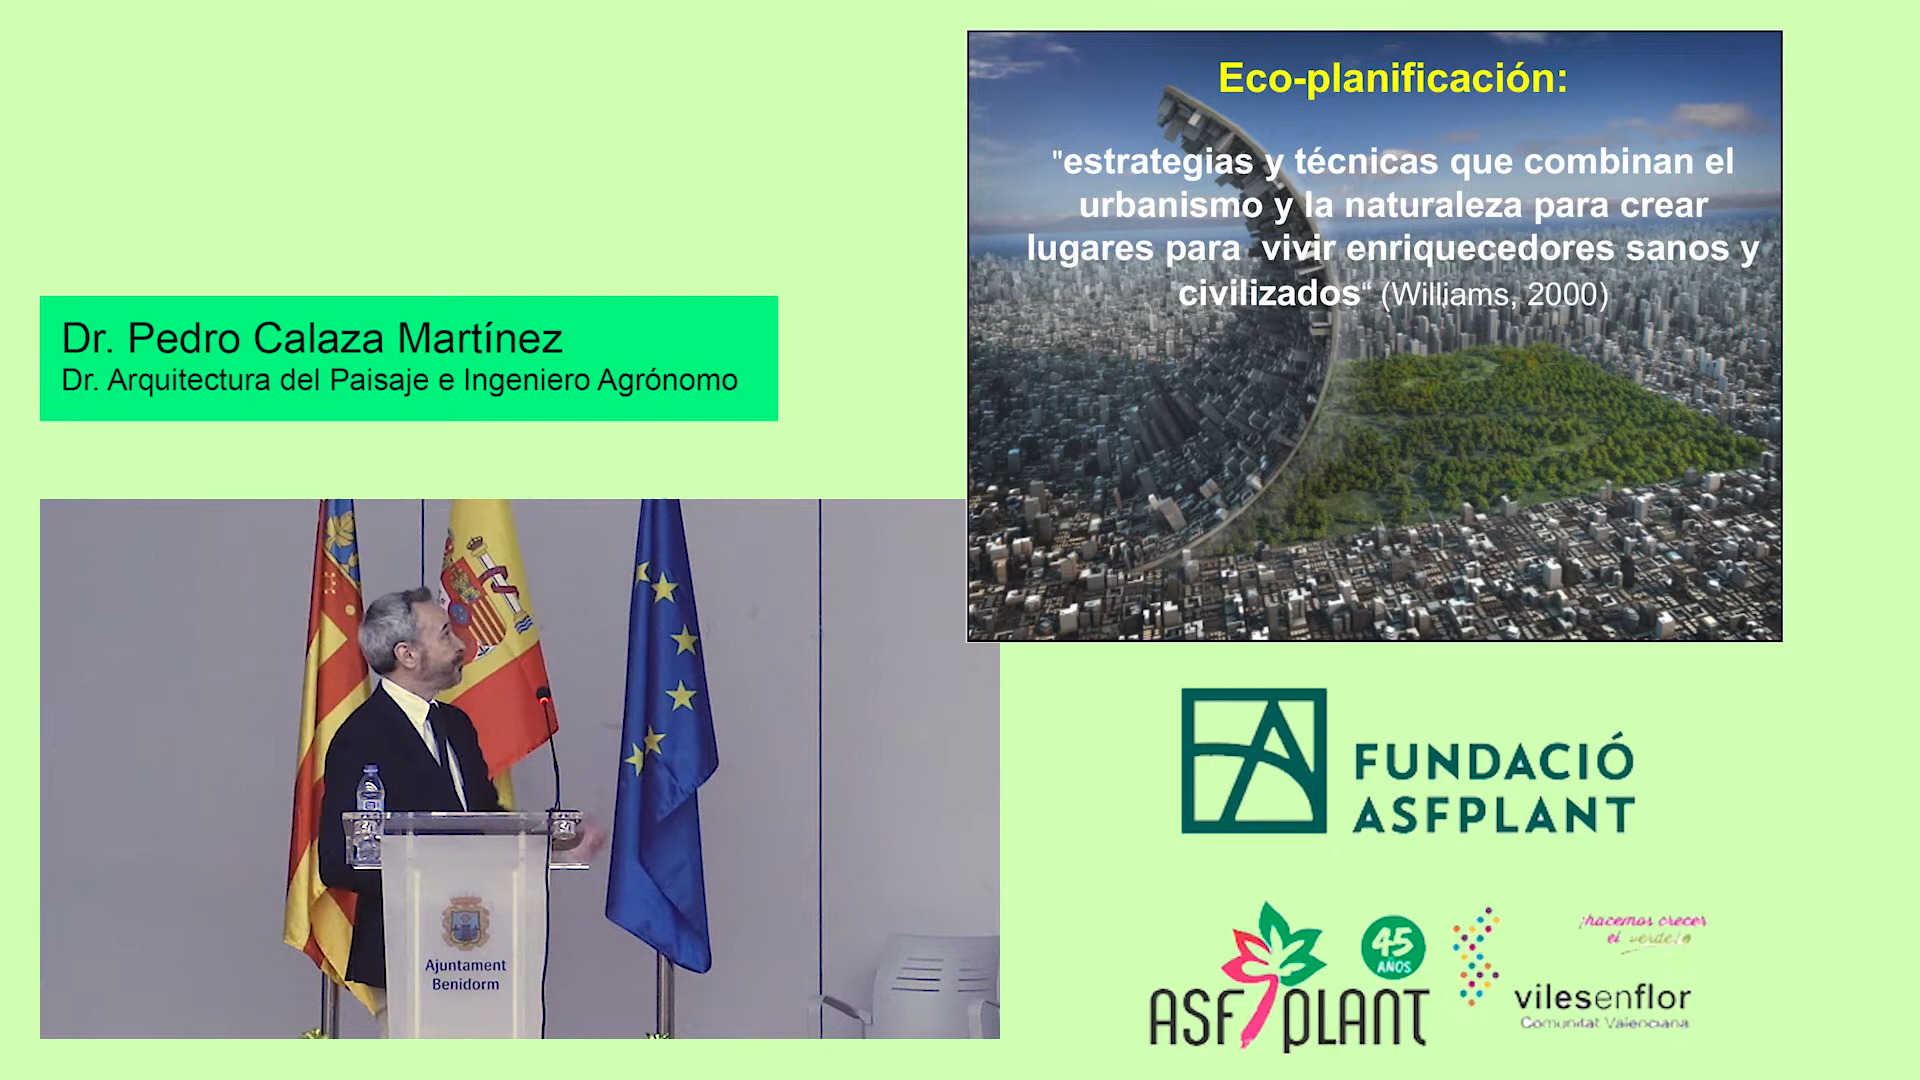 Eco-planificación:
"estrategias y técnicas que combinan el
urbanismo y la naturaleza para crear
lugares para vivir enriquecedores sanos y
civilizados“ (Williams, 2000)
Dr. Pedro Calaza Martínez
Dr. Arquitectura del Paisaje e Ingeniero Agrónomo
Ajuntament
Benidorm
FUNDACIÓ
ASFPLANT
ASFPLANT
45
AÑOS
¡hacemos crecer
el verde!
vilesenflor
Comunitat Valenciana